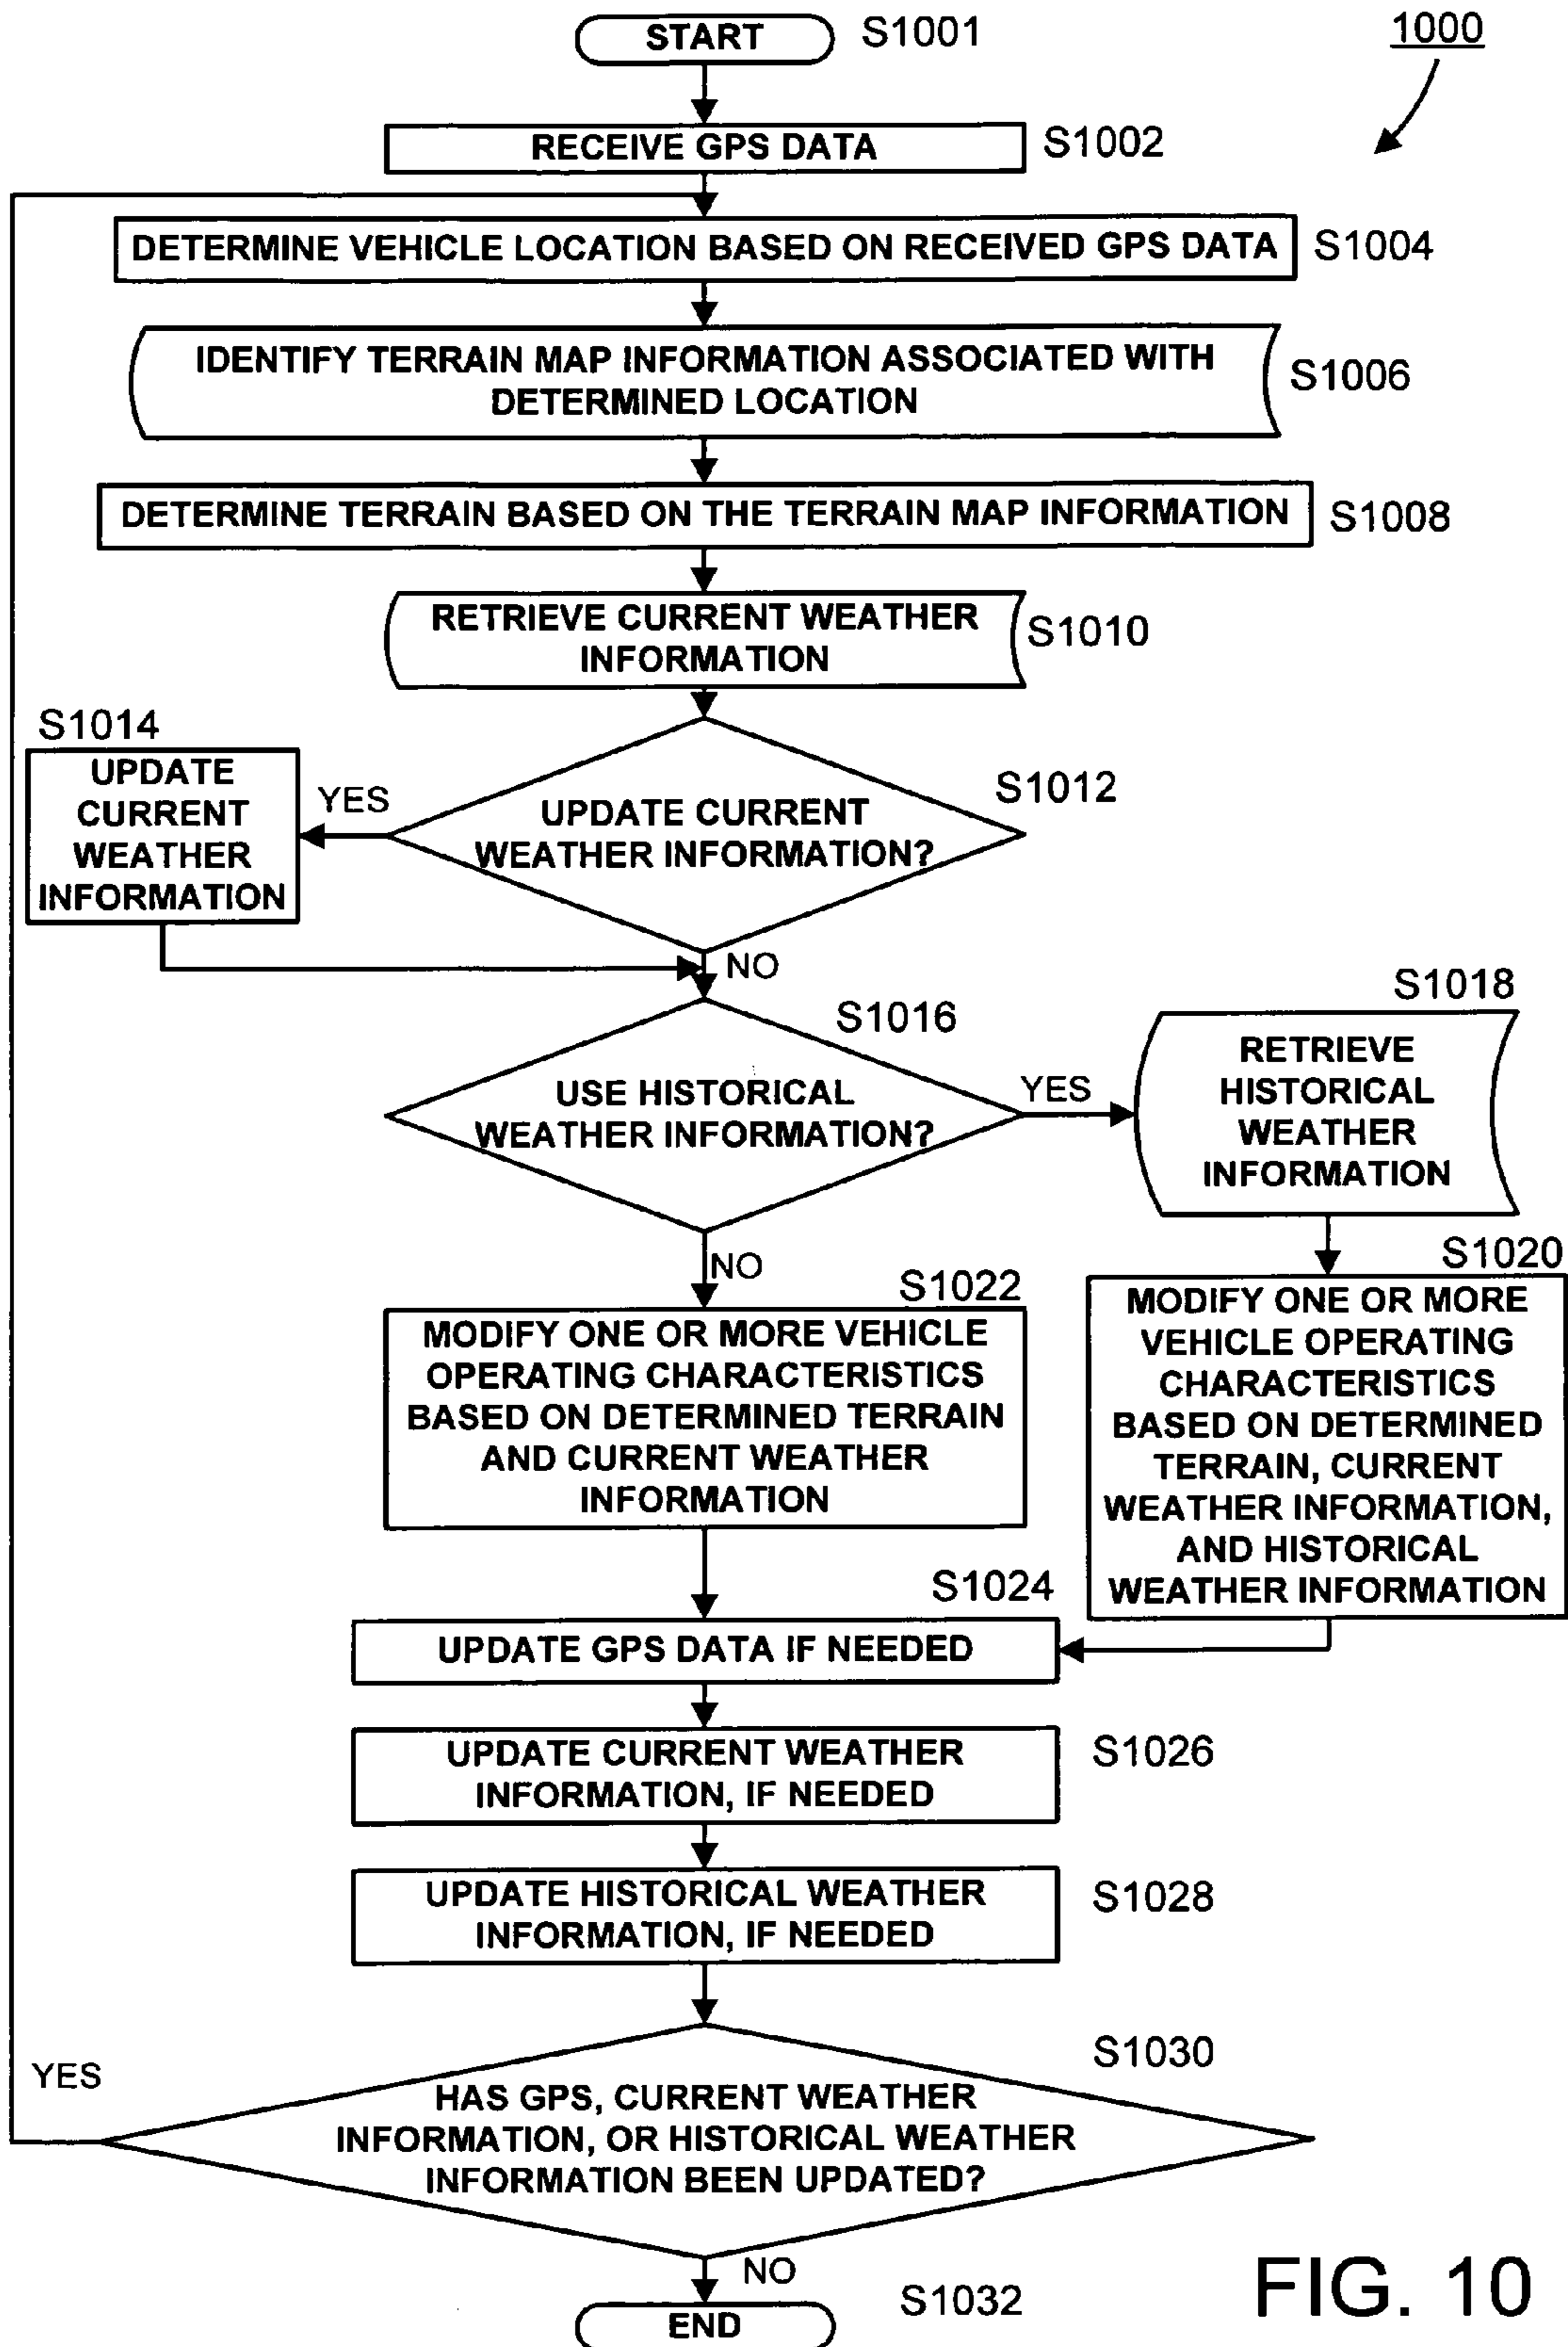 START
S1001
1000
RECEIVE GPS DATA
S1002
DETERMINE VEHICLE LOCATION BASED ON RECEIVED GPS DATA
S1004
IDENTIFY TERRAIN MAP INFORMATION ASSOCIATED WITH
DETERMINED LOCATION
S1006
DETERMINE TERRAIN BASED ON THE TERRAIN MAP INFORMATION
S1008
RETRIEVE CURRENT WEATHER
INFORMATION
S1010
S1014
UPDATE
CURRENT
WEATHER
INFORMATION
YES
UPDATE CURRENT
WEATHER INFORMATION?
S1012
NO
S1016
USE HISTORICAL
WEATHER INFORMATION?
YES
S1018
RETRIEVE
HISTORICAL
WEATHER
INFORMATION
NO
S1022
MODIFY ONE OR MORE VEHICLE
OPERATING CHARACTERISTICS
BASED ON DETERMINED TERRAIN
AND CURRENT WEATHER
INFORMATION
S1020
MODIFY ONE OR MORE
VEHICLE OPERATING
CHARACTERISTICS
BASED ON DETERMINED
TERRAIN, CURRENT
WEATHER INFORMATION,
AND HISTORICAL
WEATHER INFORMATION
S1024
UPDATE GPS DATA IF NEEDED
UPDATE CURRENT WEATHER
INFORMATION, IF NEEDED
S1026
UPDATE HISTORICAL WEATHER
INFORMATION, IF NEEDED
S1028
S1030
YES
HAS GPS, CURRENT WEATHER
INFORMATION, OR HISTORICAL WEATHER
INFORMATION BEEN UPDATED?
NO
END
S1032
FIG. 10